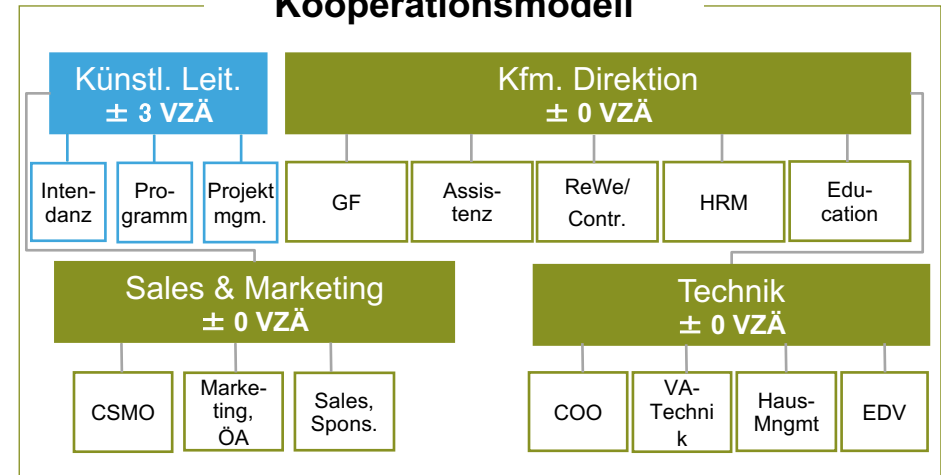 Kooperationsmodell
Künstl. Leit.
± 3 VZÄ
Kfm. Direktion
± 0 VZÄ
Inten-
danz
Pro-
gramm
Projekt
mgm.
GF
Assis-
tenz
ReWe/
Contr.
HRM
Edu-
cation
Sales & Marketing
± 0 VZÄ
Technik
± 0 VZÄ
CSMO
Marke-
ting,
ÖA
Sales,
Spons.
COO
VA-
Techni
k
Haus-
Mngmt
EDV